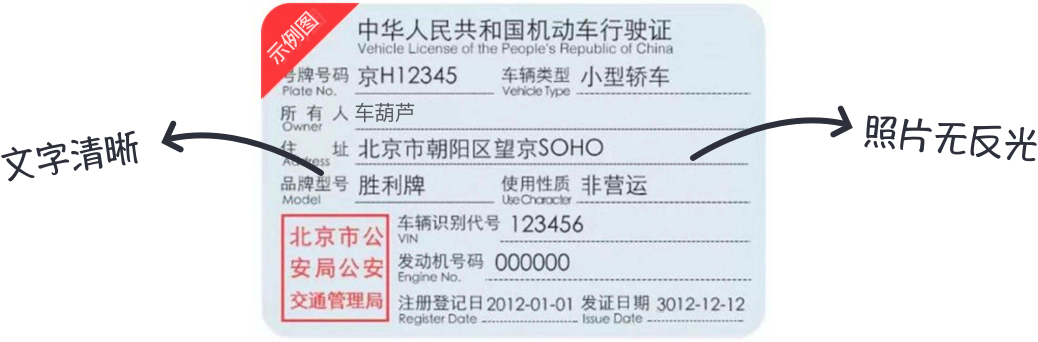 示例图
中华人民共和国机动车行驶证
Vehicle License of the People's Republic of China
号牌号码 京H12345 车辆类型 小型轿车
Plate No. Vehicle Type
所有人 车葫芦
Owner
住址 北京市朝阳区望京SOHO
Address
品牌型号 胜利牌 使用性质 非营运
Model Use Character
北京市公
安局公安
交通管理局
车辆识别代号 123456
VIN
发动机号码 000000
Engine No.
注册登记日 2012-01-01 发证日期 3012-12-12
Register Date Issue Date
文字清晰
照片无反光